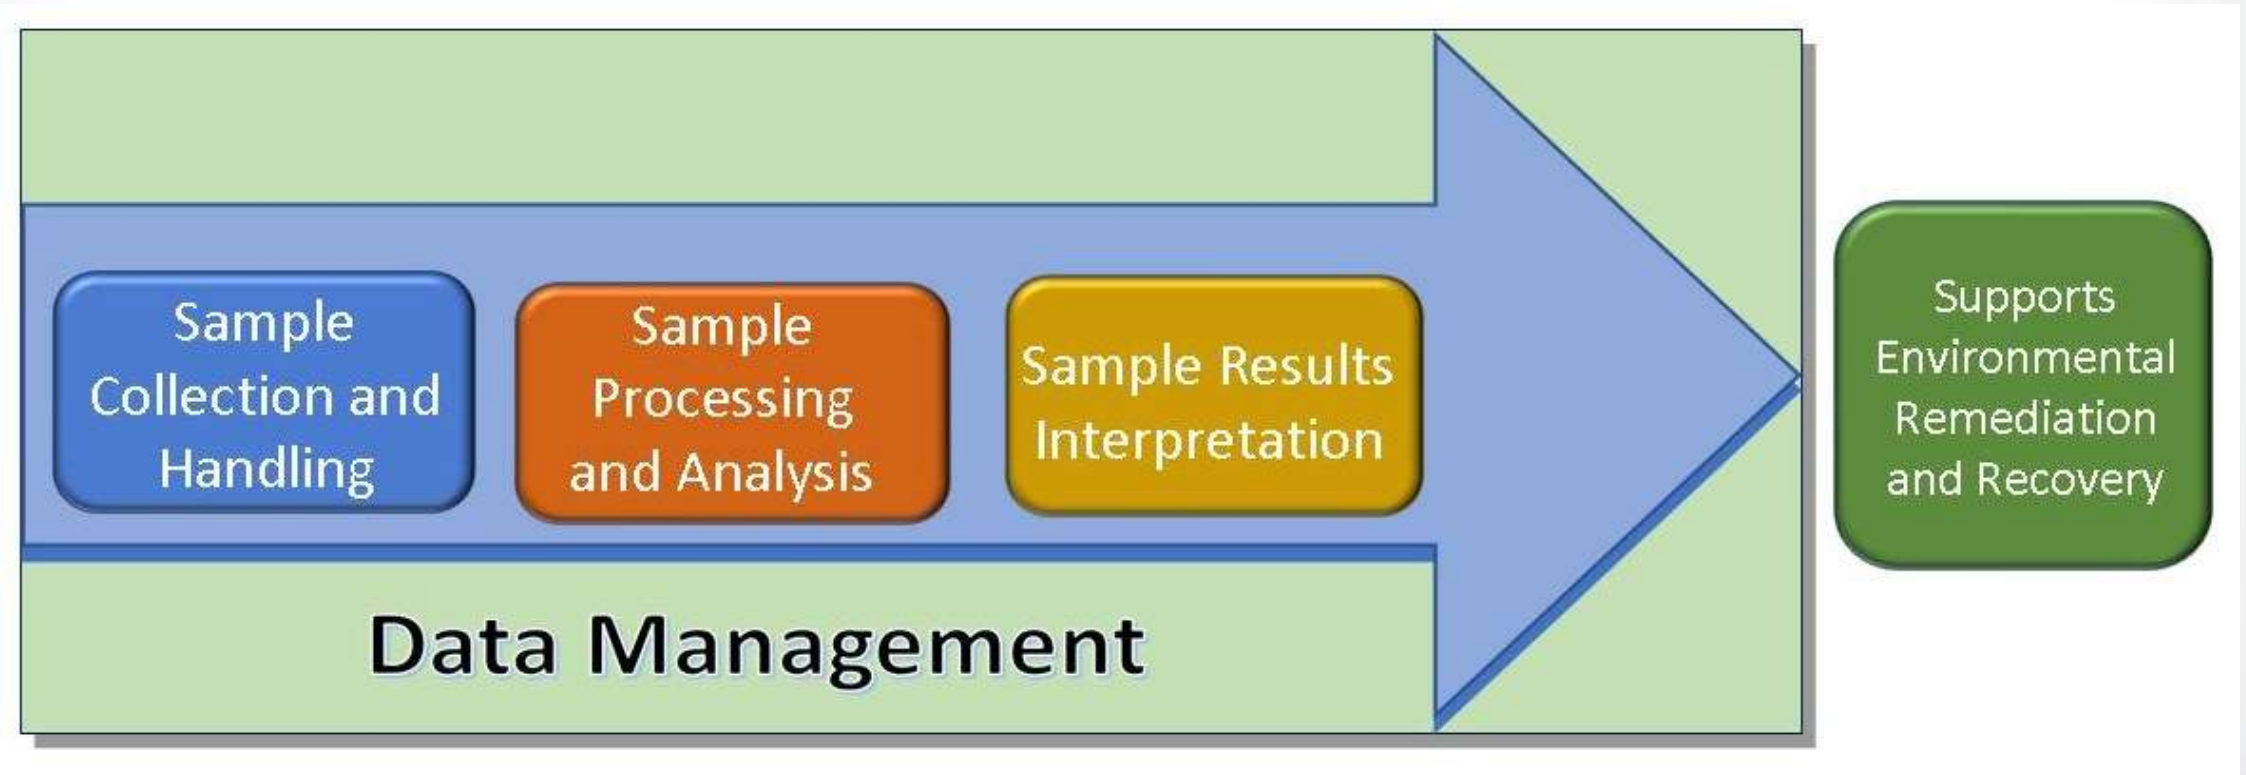 Sample
Collection and
Handling
Sample
Processing
and Analysis
Sample Results
Interpretation
Supports
Environmental
Remediation
and Recovery
Data Management